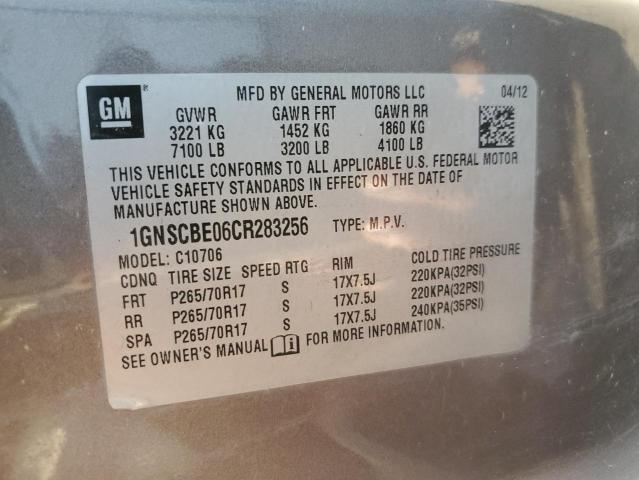 GM ®
MFD BY GENERAL MOTORS LLC 04/12
GVWR GAWR FRT GAWR RR
3221 KG 1452 KG 1860 KG
7100 LB 3200 LB 4100 LB
THIS VEHICLE CONFORMS TO ALL APPLICABLE U.S. FEDERAL MOTOR
VEHICLE SAFETY STANDARDS IN EFFECT ON THE DATE OF
MANUFACTURE SHOWN ABOVE.
1GNSCBE06CR283256 TYPE: M.P.V.
MODEL: C10706
CDNQ TIRE SIZE SPEED RTG RIM COLD TIRE PRESSURE
FRT P265/70R17 S 17X7.5J 220KPA(32PSI)
RR P265/70R17 S 17X7.5J 220KPA(32PSI)
SPA P265/70R17 S 17X7.5J 240KPA(35PSI)
SEE OWNER'S MANUAL i FOR MORE INFORMATION.